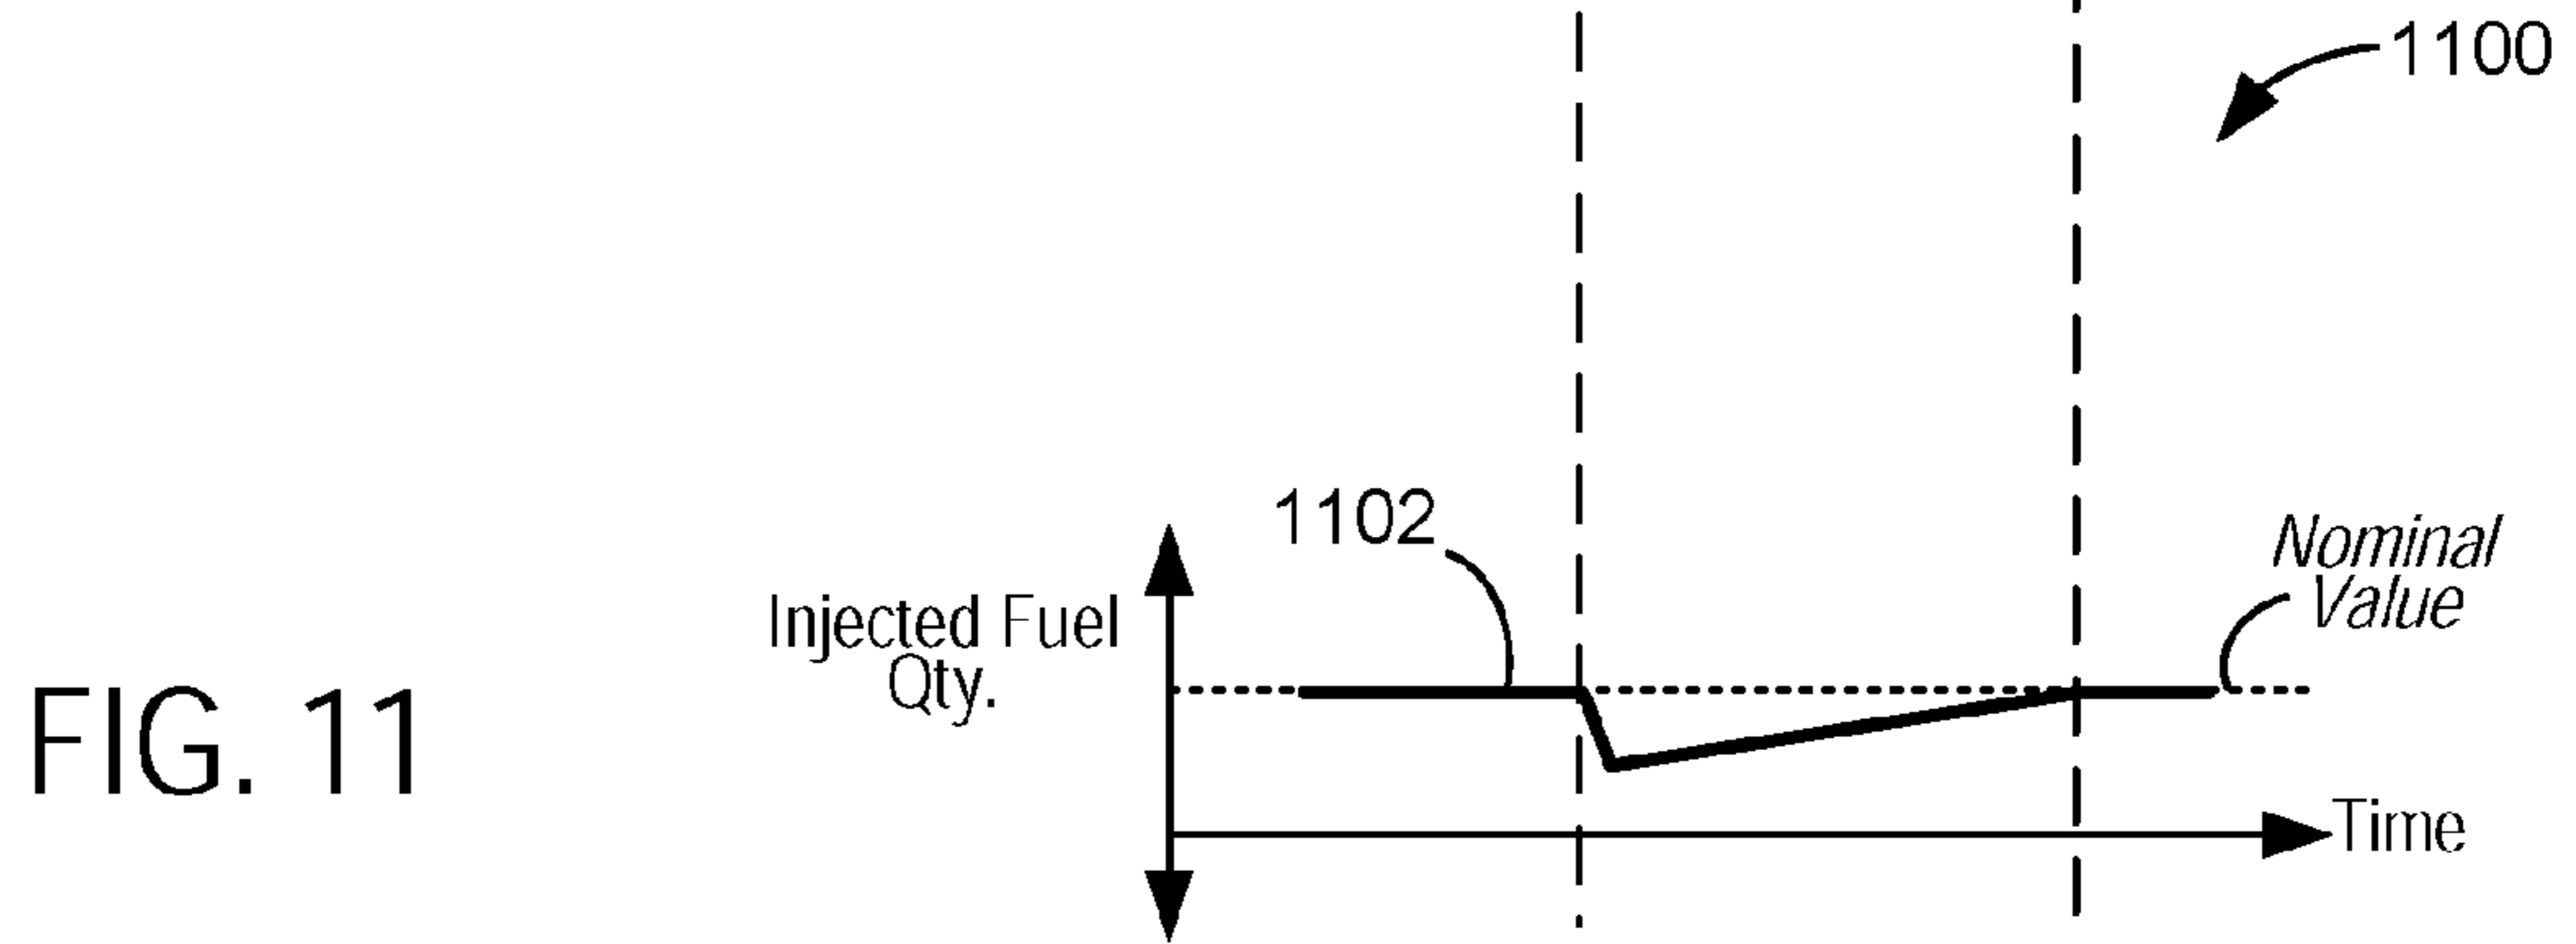 1100
1102
Nominal
Value
Injected Fuel
Qty.
FIG. 11
Time